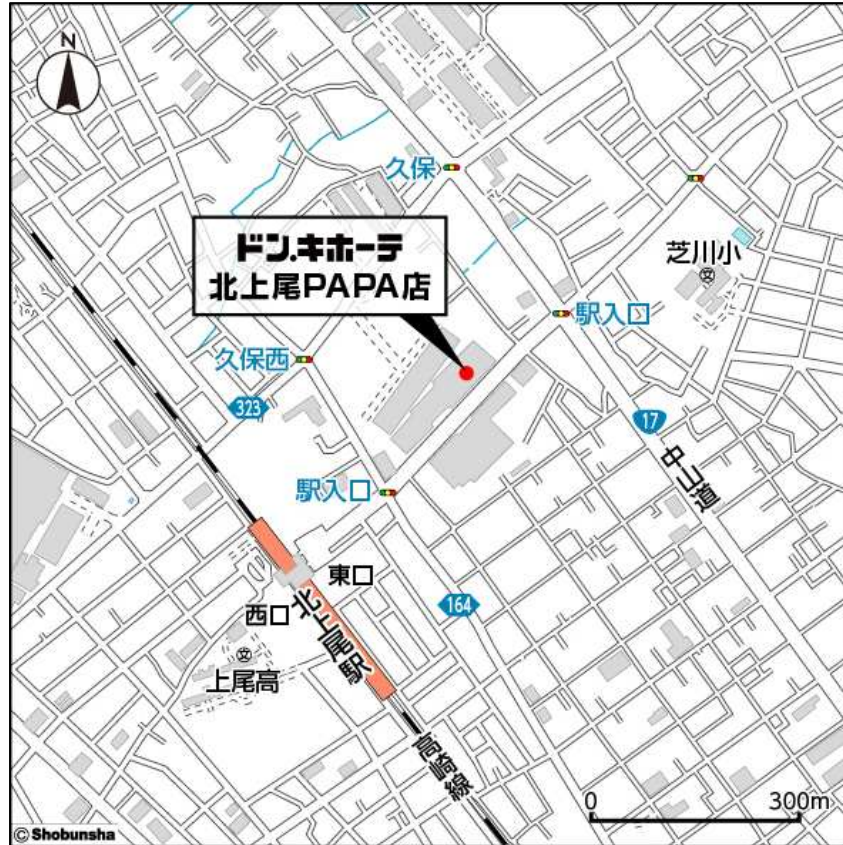 N
久保
ドン.キホーテ
北上尾PAPA店
芝川小
文
駅入口
久保西
323
17
中山道
駅入口
東口
西口
北上尾駅
164
文
上尾高
高崎線
0 300m
© Shobunsha